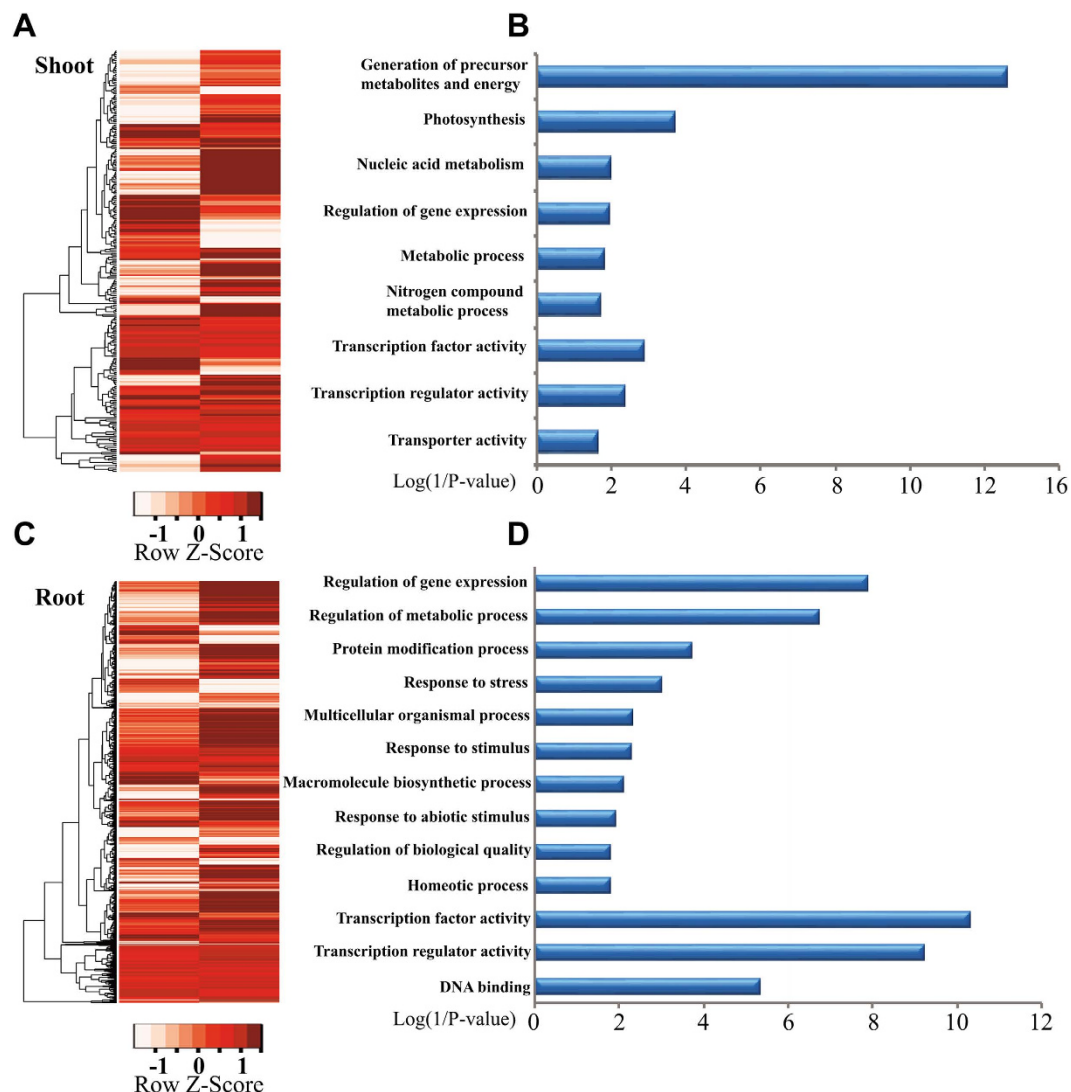 A
Shoot
-1 0 1
Row Z-Score
B
Generation of precursor
metabolites and energy
Photosynthesis
Nucleic acid metabolism
Regulation of gene expression
Metabolic process
Nitrogen compound
metabolic process
Transcription factor activity
Transcription regulator activity
Transporter activity
Log(1/P-value)
0 2 4 6 8 10 12 14 16
C
Root
-1 0 1
Row Z-Score
D
Regulation of gene expression
Regulation of metabolic process
Protein modification process
Response to stress
Multicellular organismal process
Response to stimulus
Macromolecule biosynthetic process
Response to abiotic stimulus
Regulation of biological quality
Homeotic process
Transcription factor activity
Transcription regulator activity
DNA binding
Log(1/P-value)
0 2 4 6 8 10 12